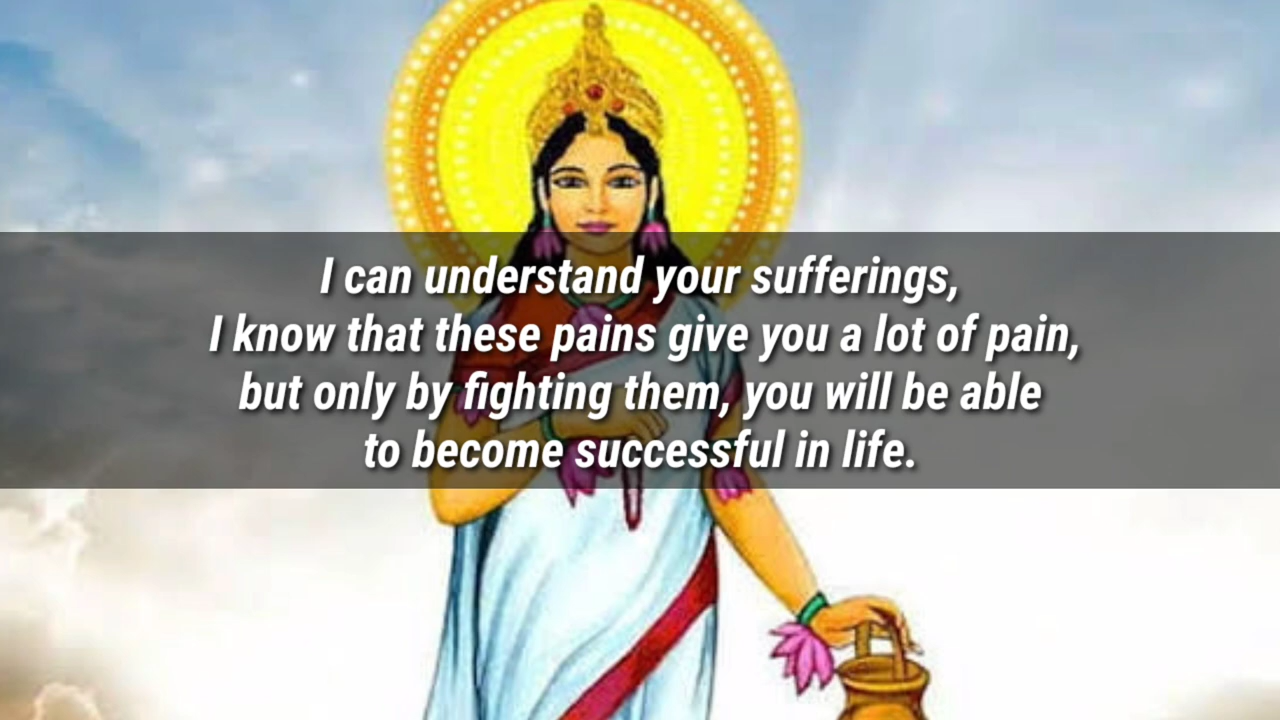 I can understand your sufferings,
I know that these pains give you a lot of pain,
but only by fighting them, you will be able
to become successful in life.